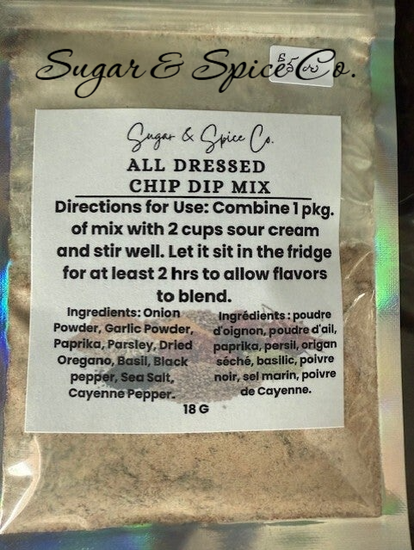 Sugar & Spice Co.
Sugar & Spice Co.
ALL DRESSED
CHIP DIP MIX
Directions for Use: Combine 1 pkg.
of mix with 2 cups sour cream
and stir well. Let it sit in the fridge
for at least 2 hrs to allow flavors
to blend.
Ingredients: Onion
Powder, Garlic Powder,
Paprika, Parsley, Dried
Oregano, Basil, Black
pepper, Sea Salt,
Cayenne Pepper.
Ingrédients : poudre
d'oignon, poudre d'ail,
paprika, persil, origan
séché, basilic, poivre
noir, sel marin, poivre
de Cayenne.
18 G